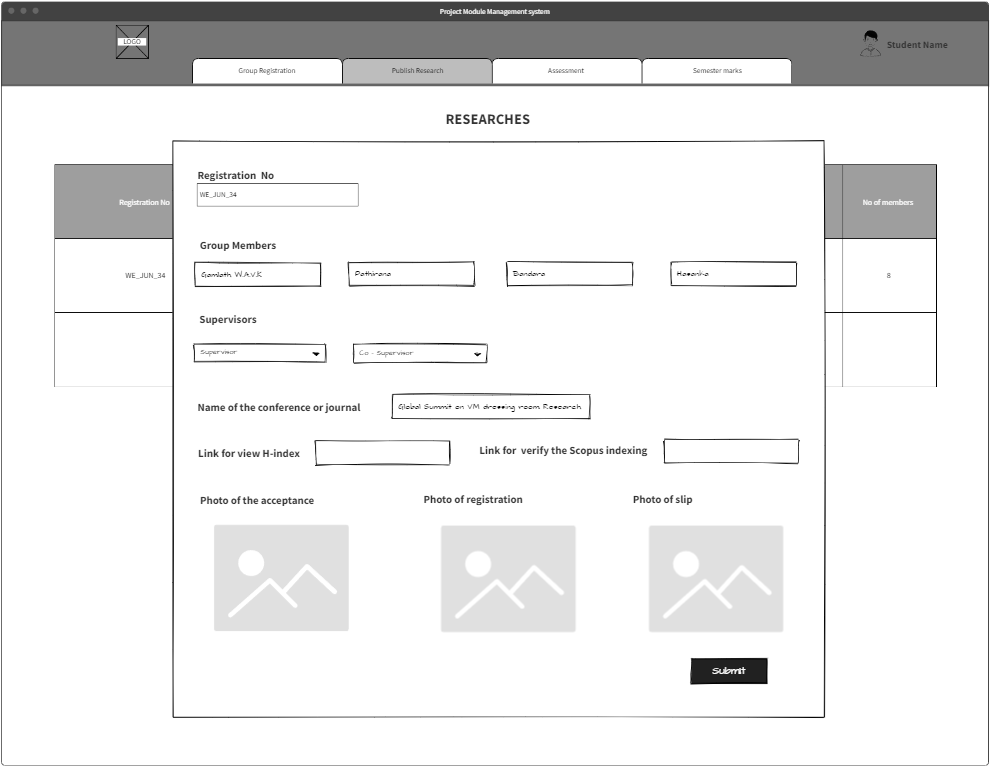 Project Module Management system
LOGO
Student Name
Group Registration
Publish Research
Assessment
Semester marks
RESEARCHES
Registration No
No of members
WE_JUN_34
8
Registration No
WE_JUN_34
Group Members
Gamlath W.A.V.K
Pathirana
Bandara
Hasanka
Supervisors
Supervisor
Co - Supervisor
Name of the conference or journal
Global Summit on VM dressing room Research
Link for view H-index
Link for verify the Scopus indexing
Photo of the acceptance
Photo of registration
Photo of slip
Submit